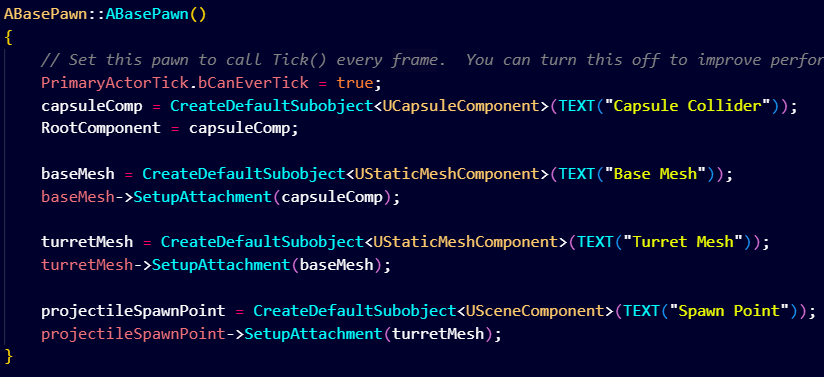 ABasePawn::ABasePawn()
{
// Set this pawn to call Tick() every frame.  You can turn this off to improve perfor
PrimaryActorTick.bCanEverTick = true;
capsuleComp = CreateDefaultSubobject<UCapsuleComponent>(TEXT("Capsule Collider"));
RootComponent = capsuleComp;
baseMesh = CreateDefaultSubobject<UStaticMeshComponent>(TEXT("Base Mesh"));
baseMesh->SetupAttachment(capsuleComp);
turretMesh = CreateDefaultSubobject<UStaticMeshComponent>(TEXT("Turret Mesh"));
turretMesh->SetupAttachment(baseMesh);
projectileSpawnPoint = CreateDefaultSubobject<USceneComponent>(TEXT("Spawn Point"));
projectileSpawnPoint->SetupAttachment(turretMesh);
}